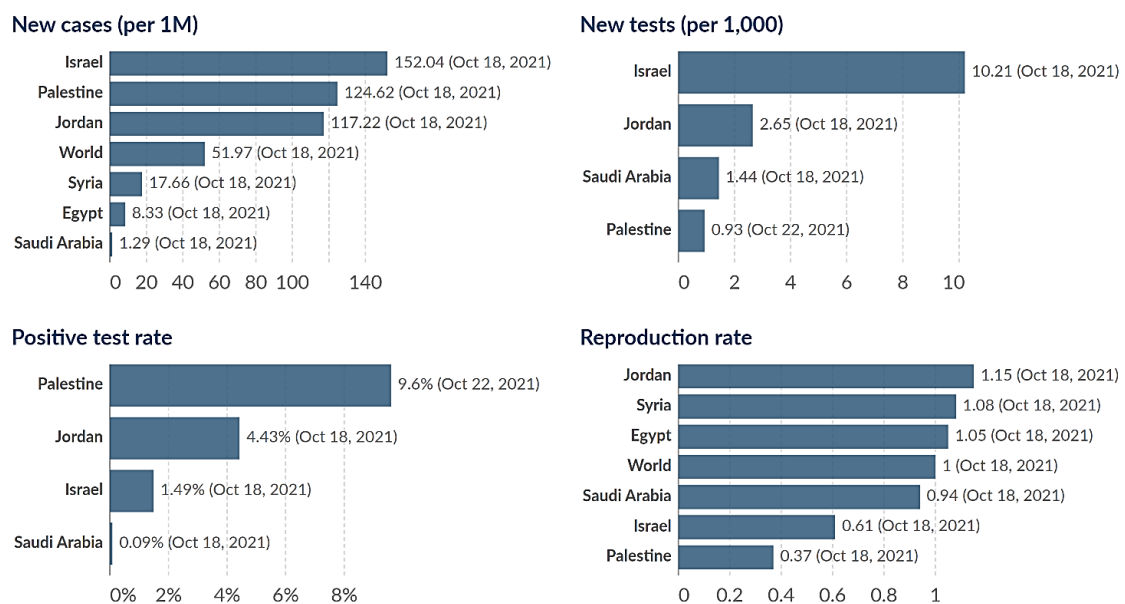 New cases (per 1M)
Israel 152.04 (Oct 18, 2021)
Palestine 124.62 (Oct 18, 2021)
Jordan 117.22 (Oct 18, 2021)
World 51.97 (Oct 18, 2021)
Syria 17.66 (Oct 18, 2021)
Egypt 8.33 (Oct 18, 2021)
Saudi Arabia 1.29 (Oct 18, 2021)
0 20 40 60 80 100 140
New tests (per 1,000)
Israel 10.21 (Oct 18, 2021)
Jordan 2.65 (Oct 18, 2021)
Saudi Arabia 1.44 (Oct 18, 2021)
Palestine 0.93 (Oct 22, 2021)
0 2 4 6 8 10
Positive test rate
Palestine 9.6% (Oct 22, 2021)
Jordan 4.43% (Oct 18, 2021)
Israel 1.49% (Oct 18, 2021)
Saudi Arabia 0.09% (Oct 18, 2021)
0% 2% 4% 6% 8%
Reproduction rate
Jordan 1.15 (Oct 18, 2021)
Syria 1.08 (Oct 18, 2021)
Egypt 1.05 (Oct 18, 2021)
World 1 (Oct 18, 2021)
Saudi Arabia 0.94 (Oct 18, 2021)
Israel 0.61 (Oct 18, 2021)
Palestine 0.37 (Oct 18, 2021)
0 0.2 0.4 0.6 0.8 1